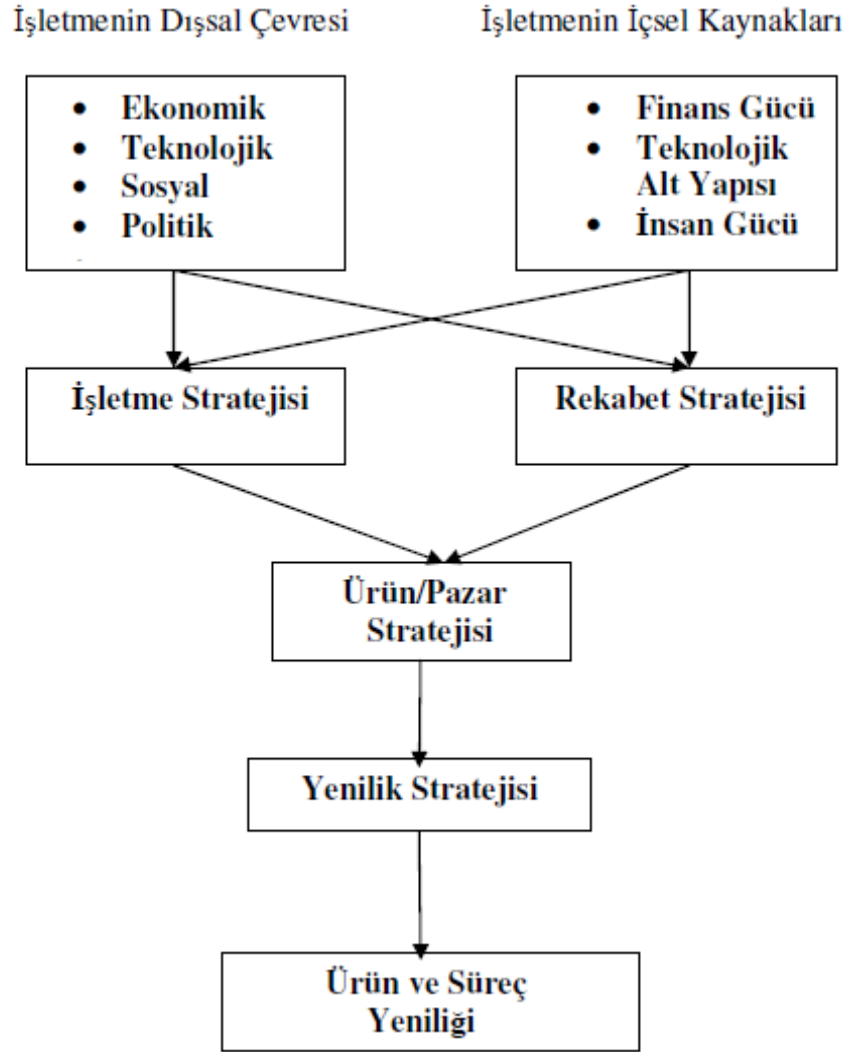 İşletmenin Dışsal Çevresi
İşletmenin İçsel Kaynakları
• Ekonomik
• Teknolojik
• Sosyal
• Politik
• Finans Gücü
• Teknolojik
Alt Yapısı
• İnsan Gücü
İşletme Stratejisi
Rekabet Stratejisi
Ürün/Pazar
Stratejisi
Yenilik Stratejisi
Ürün ve Süreç
Yeniliği